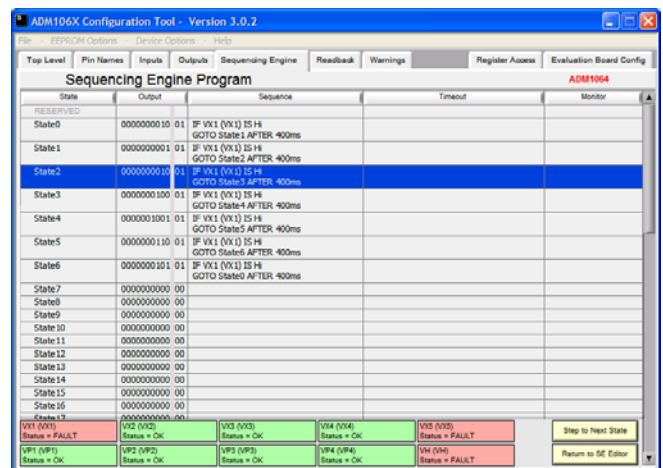 ADM106X Configuration Tool - Version 3.0.2
File - EEPROM Options - Device Options - Help
Top Level Pin Names Inputs Outputs Sequencing Engine Readback Warnings Register Access Evaluation Board Config
Sequencing Engine Program ADM1064
State Output Sequence Timeout Monitor
RESERVED
State0 0000000010 01 IF VX1 (VX1) IS Hi
GOTO State1 AFTER 400ms
State1 0000000001 01 IF VX1 (VX1) IS Hi
GOTO State2 AFTER 400ms
State2 0000000010 01 IF VX1 (VX1) IS Hi
GOTO State3 AFTER 400ms
State3 0000000100 01 IF VX1 (VX1) IS Hi
GOTO State4 AFTER 400ms
State4 0000001001 01 IF VX1 (VX1) IS Hi
GOTO State5 AFTER 400ms
State5 0000000110 01 IF VX1 (VX1) IS Hi
GOTO State6 AFTER 400ms
State6 0000000101 01 IF VX1 (VX1) IS Hi
GOTO State0 AFTER 400ms
State7 0000000000 00
State8 0000000000 00
State9 0000000000 00
State10 0000000000 00
State11 0000000000 00
State12 0000000000 00
State13 0000000000 00
State14 0000000000 00
State15 0000000000 00
State16 0000000000 00
State17 0000000000 00
VX1 (VX1) VX2 (VX2) VX3 (VX3) VX4 (VX4) VX5 (VX5)
Status = FAULT Status = OK Status = OK Status = OK Status = FAULT
Step to Next State
VP1 (VP1) VP2 (VP2) VP3 (VP3) VP4 (VP4) VH (VH)
Status = OK Status = OK Status = OK Status = OK Status = FAULT
Return to SE Editor